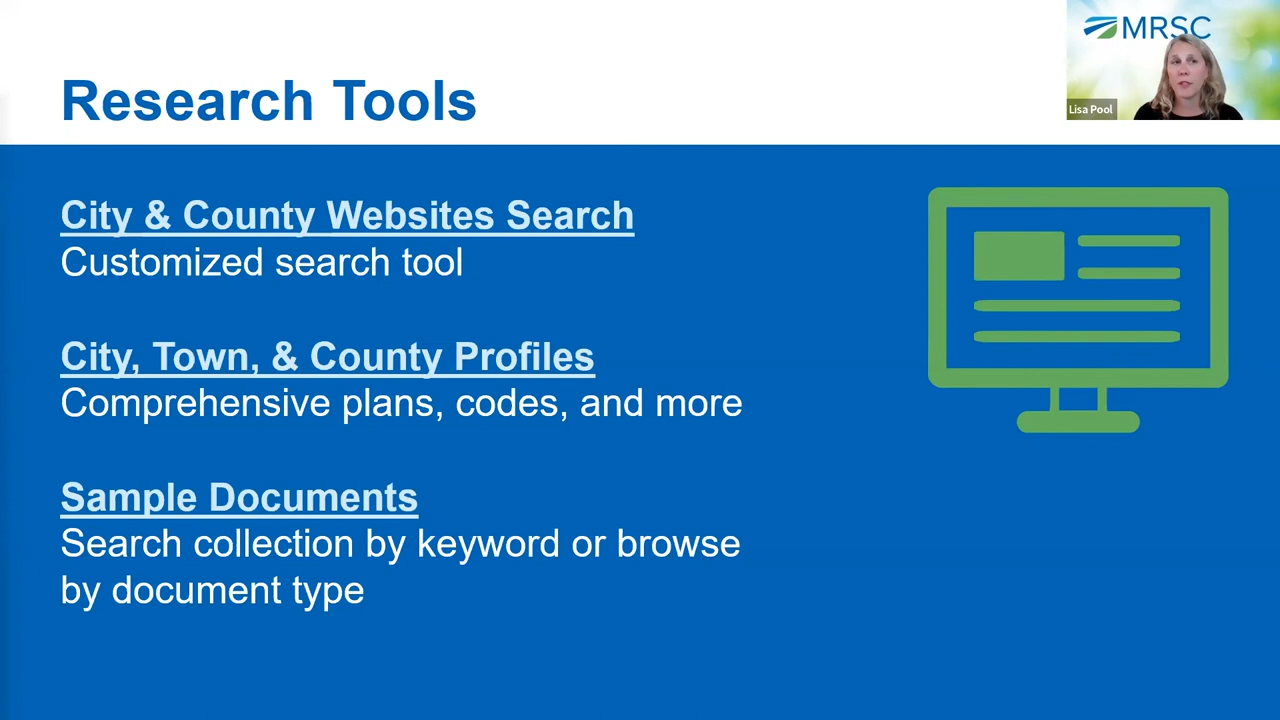 MRSC
Lisa Pool
Research Tools
City & County Websites Search
Customized search tool
City, Town, & County Profiles
Comprehensive plans, codes, and more
Sample Documents
Search collection by keyword or browse
by document type